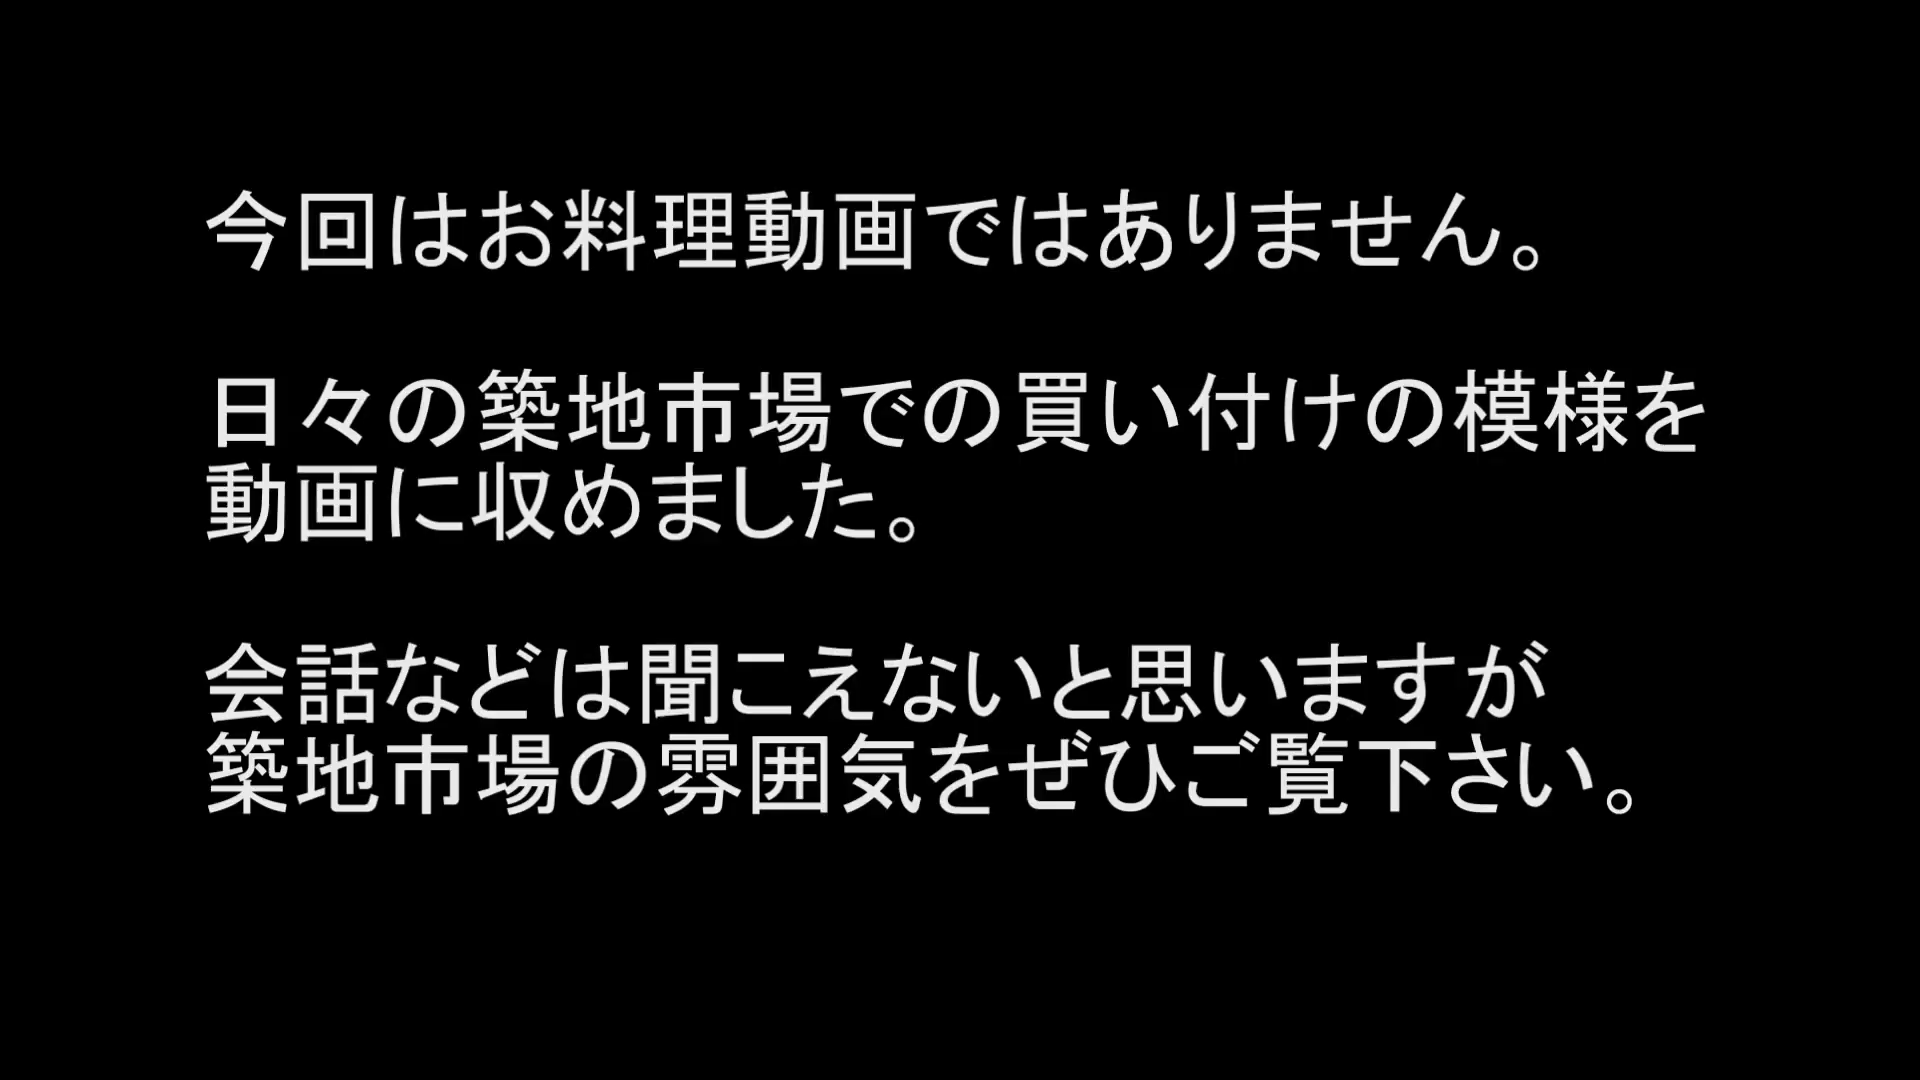 今回はお料理動画ではありません。
日々の築地市場での買い付けの模様を
動画に収めました。
会話などは聞こえないと思いますが
築地市場の雰囲気をぜひご覧下さい。